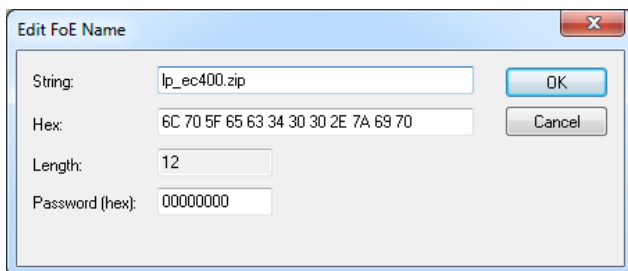 Edit FoE Name
String: lp_ec400.zip
OK
Hex: 6C 70 5F 65 63 34 30 30 2E 7A 69 70
Cancel
Length: 12
Password (hex): 00000000